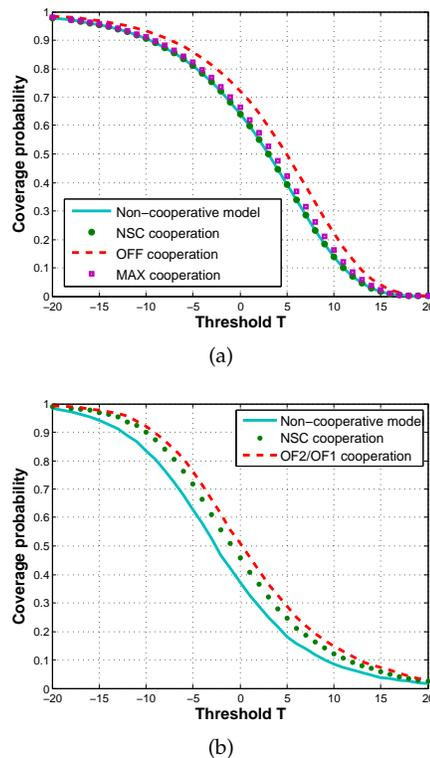 1
0.9
0.8
0.7
0.6
0.5
0.4
0.3
0.2
0.1
0
Coverage probability
Non-cooperative model
NSC cooperation
OFF cooperation
MAX cooperation
−20 −15 −10 −5 0 5 10 15 20
Threshold T
(a)
1
0.9
0.8
0.7
0.6
0.5
0.4
0.3
0.2
0.1
0
Coverage probability
Non-cooperative model
NSC cooperation
OF2/OF1 cooperation
−20 −15 −10 −5 0 5 10 15 20
Threshold T
(b)